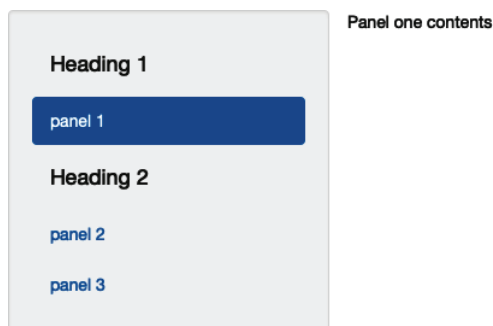 Heading 1
panel 1
Heading 2
panel 2
panel 3
Panel one contents